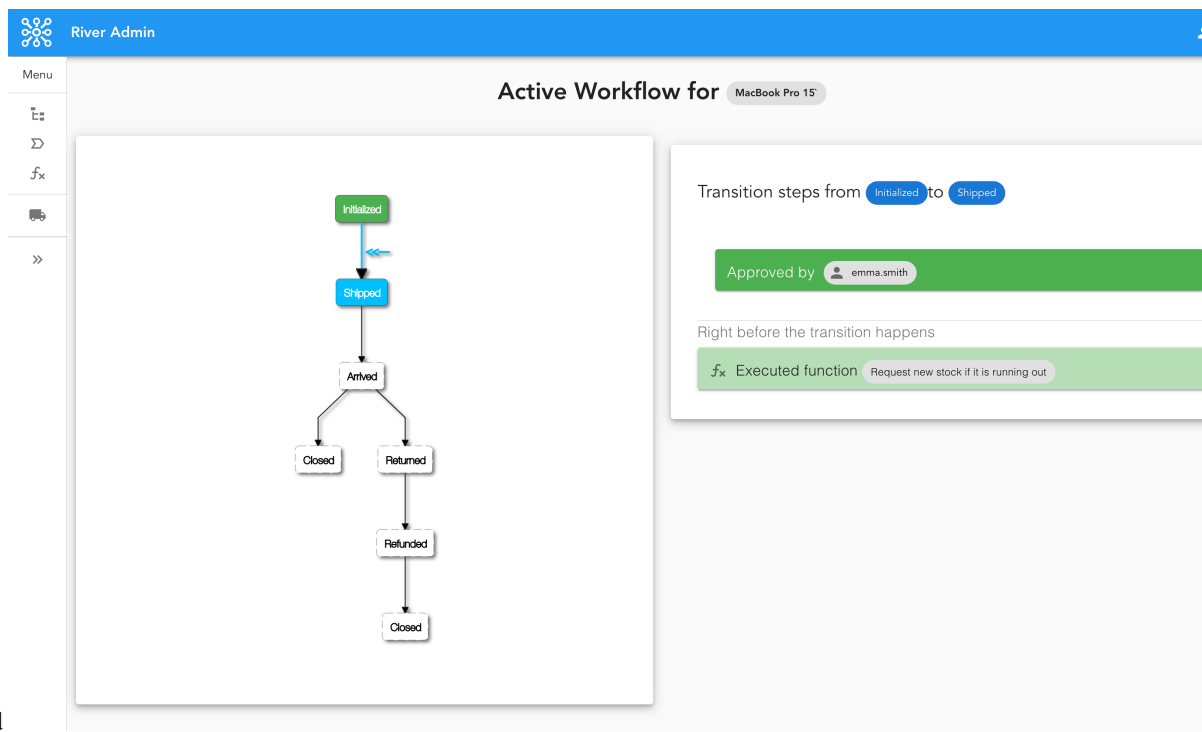 River Admin
Menu
Active Workflow for MacBook Pro 15'
Initialized
Shipped
Arrived
Closed Returned
Refunded
Closed
Transition steps from Initialized to Shipped
Approved by emma.smith
Right before the transition happens
fx Executed function Request new stock if it is running out